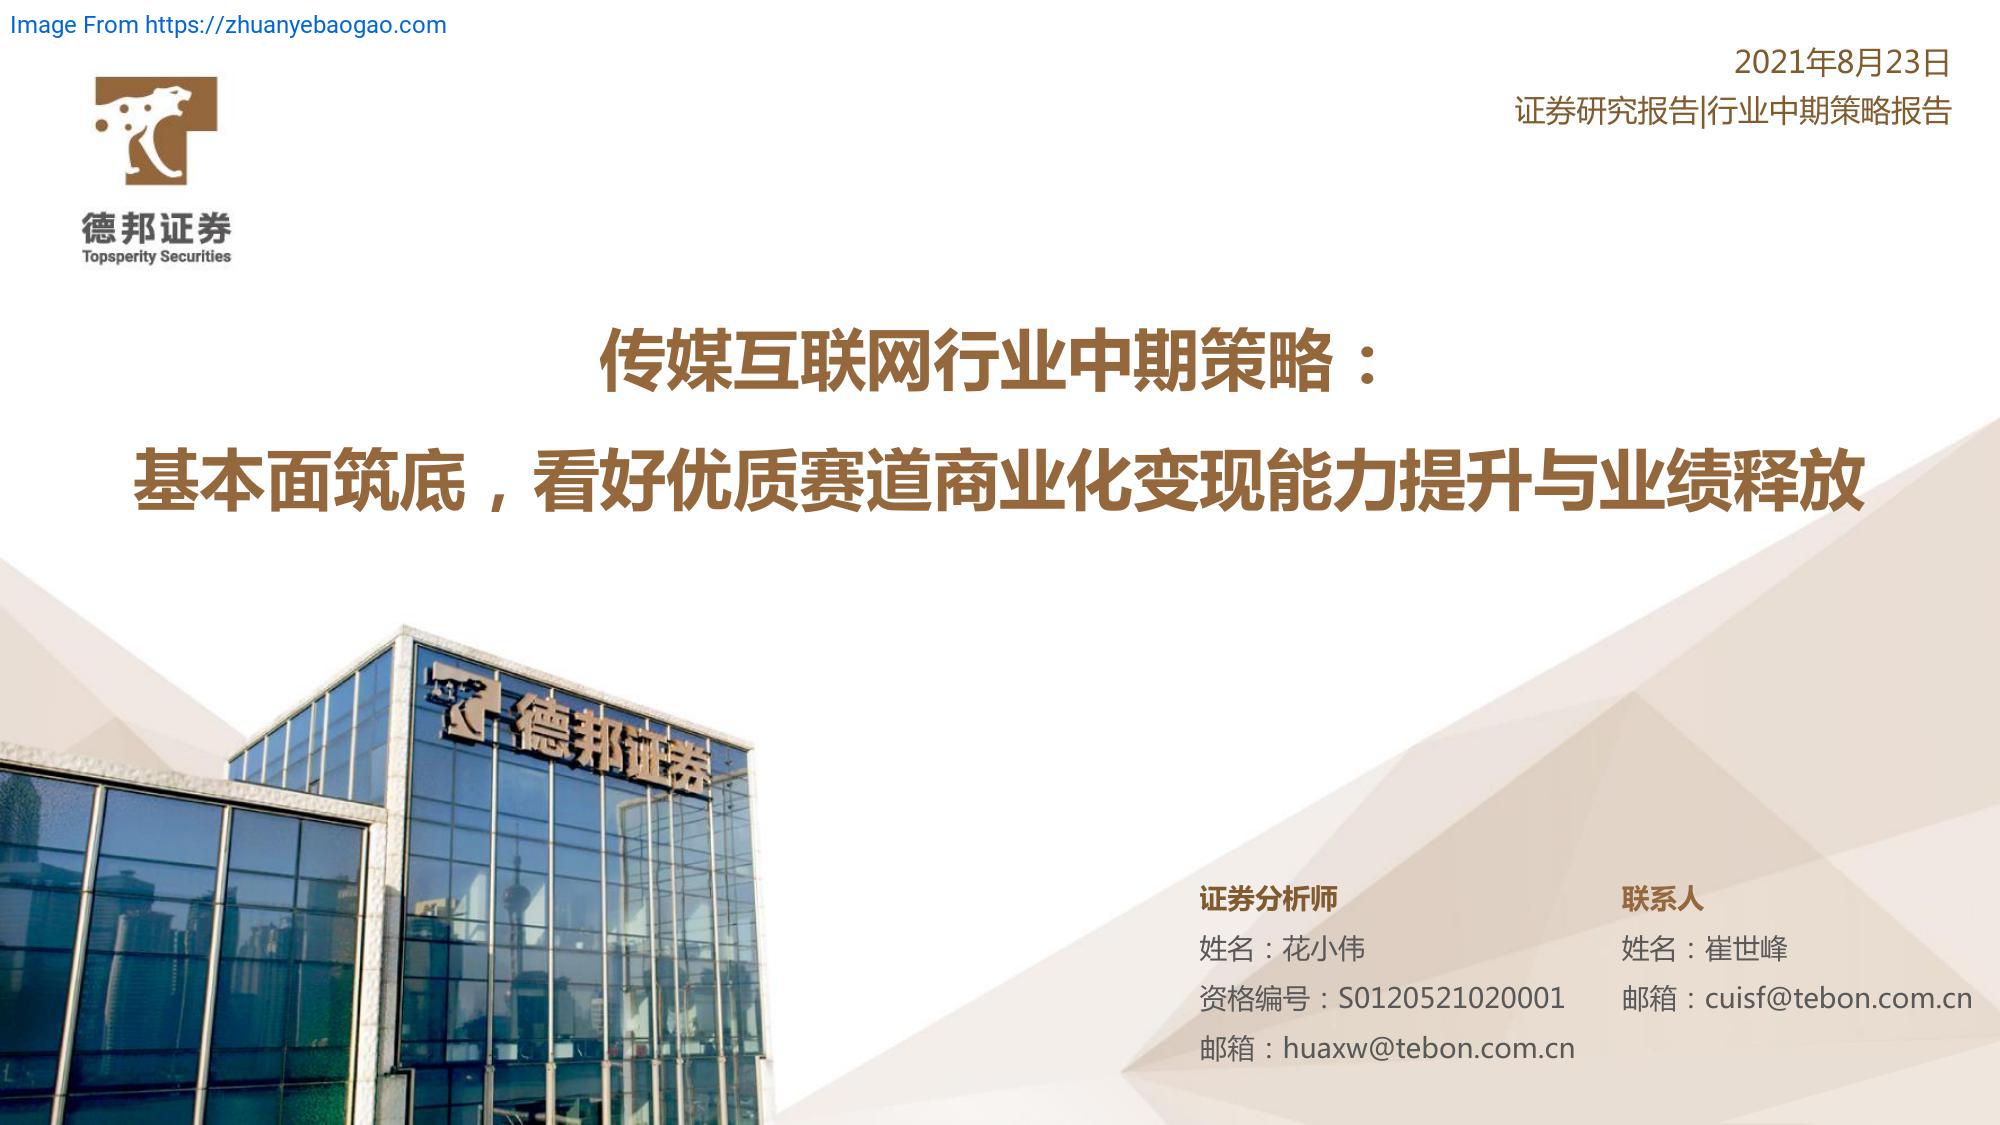 Image From https://zhuanyebaogao.com
2021年8月23日
证券研究报告|行业中期策略报告
德邦证券
Topsperity Securities
传媒互联网行业中期策略：
基本面筑底，看好优质赛道商业化变现能力提升与业绩释放
德邦证券
证券分析师
姓名：花小伟
资格编号：S0120521020001
邮箱：huaxw@tebon.com.cn
联系人
姓名：崔世峰
邮箱：cuisf@tebon.com.cn